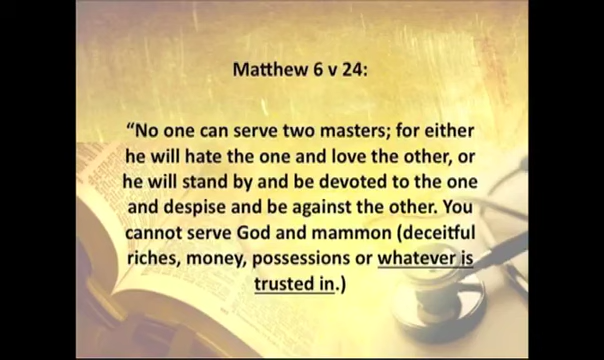 Matthew 6 v 24:
“No one can serve two masters; for either
he will hate the one and love the other, or
he will stand by and be devoted to the one
and despise and be against the other. You
cannot serve God and mammon (deceitful
riches, money, possessions or whatever is
trusted in.)